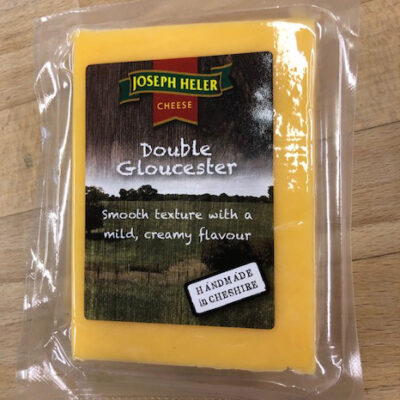 JOSEPH HELER
CHEESE
Double
Gloucester
Smooth texture with a
mild, creamy flavour
HANDMADE
in CHESHIRE